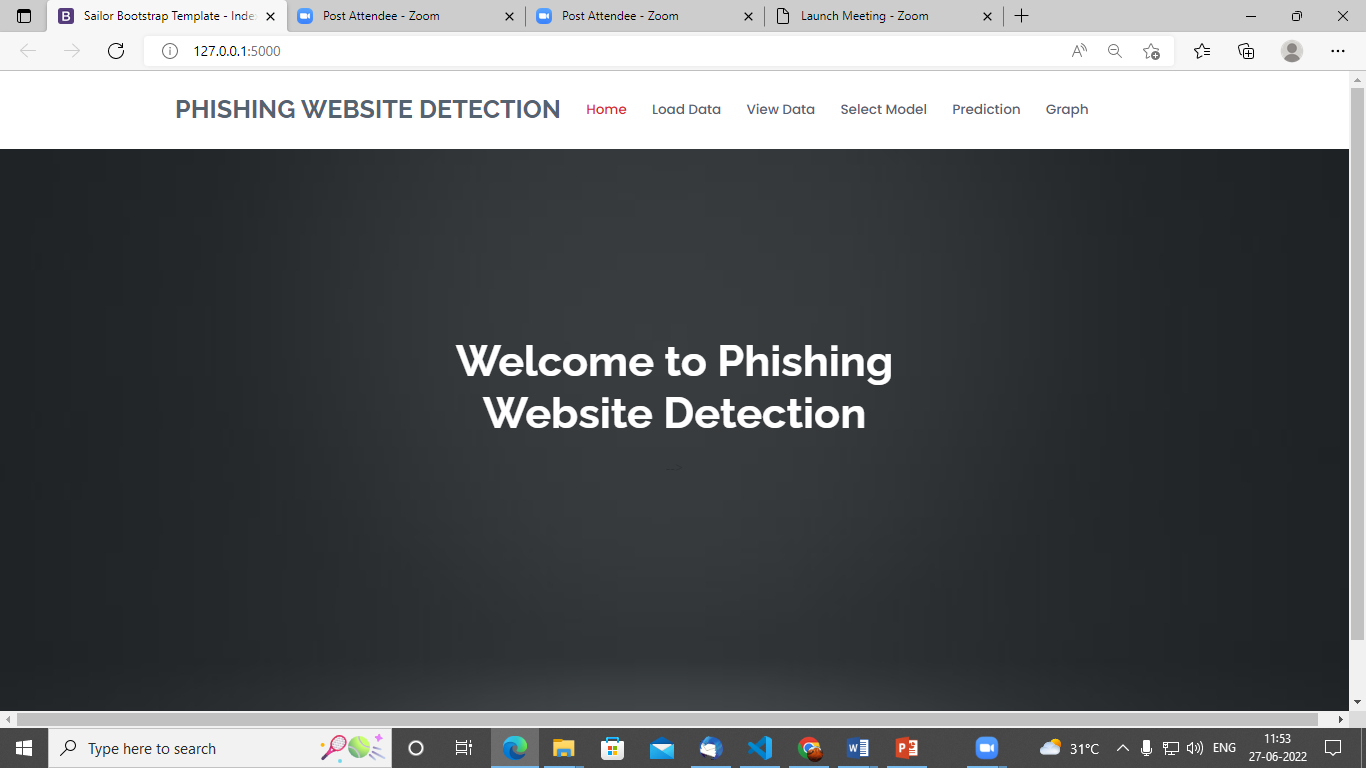 Sailor Bootstrap Template - Inde
Post Attendee - Zoom
Post Attendee - Zoom
Launch Meeting - Zoom
127.0.0.1:5000
PHISHING WEBSITE DETECTION
Home
Load Data
View Data
Select Model
Prediction
Graph
Welcome to Phishing
Website Detection
-->
Type here to search
31°C
ENG
11:53
27-06-2022